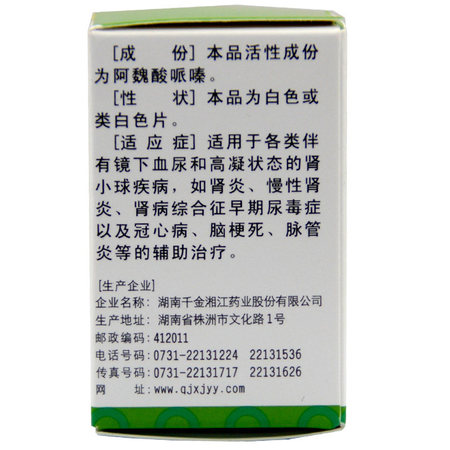 [成　份]本品活性成份
为阿魏酸哌嗪。
[性　状]本品为白色或
类白色片。
[适应症]适用于各类伴
有镜下血尿和高凝状态的肾
小球疾病，如肾炎、慢性肾
炎、肾病综合征早期尿毒症
以及冠心病、脑梗死、脉管
炎等的辅助治疗。
[生产企业]
企业名称：湖南千金湘江药业股份有限公司
生产地址：湖南省株洲市文化路1号
邮政编码：412011
电话号码：0731-22131224　22131536
传真号码：0731-22131717　22131626
网　　址：www.qjxjyy.com